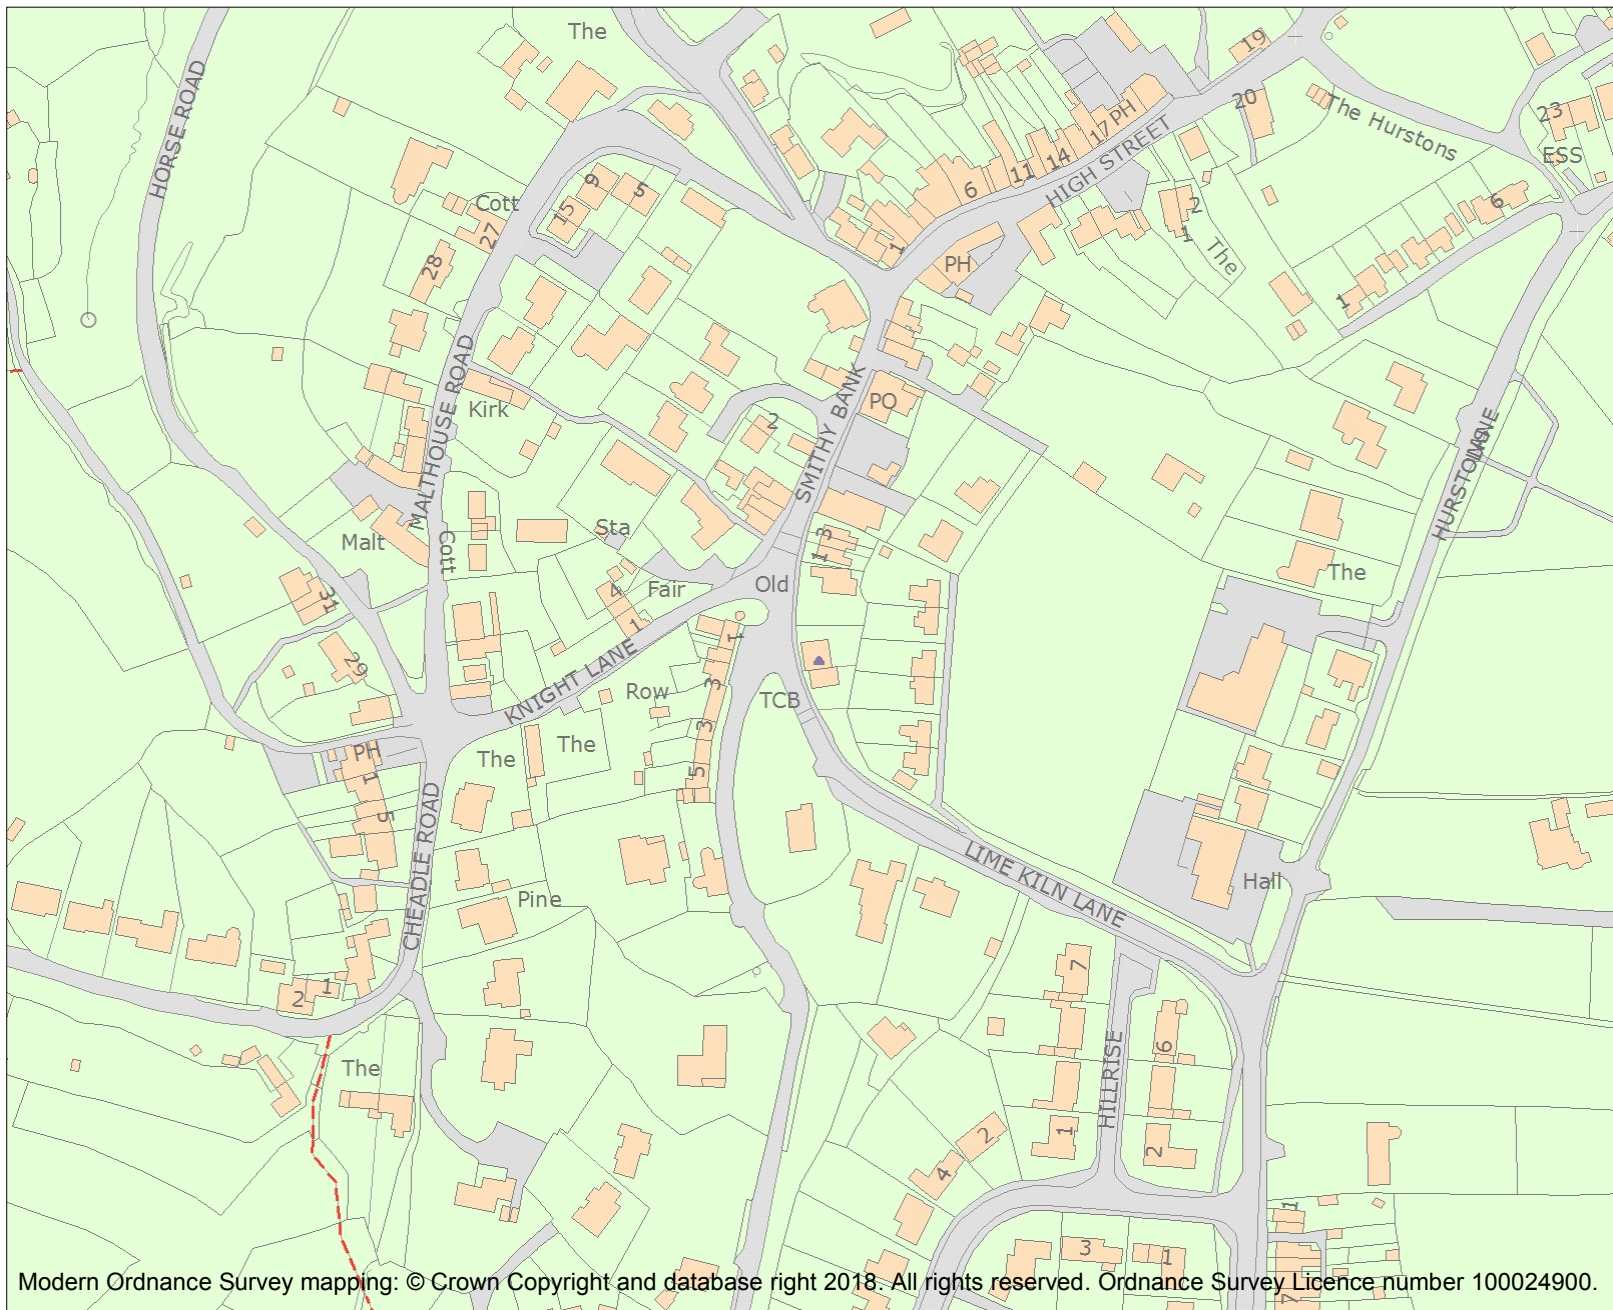 The
19
20
The Hurstons
23
ESS
HORSE ROAD
17 PH
14
11
6
HIGH STREET
Cott
9
5
15
27
28
2
1
The
6
1
1
PH
MALTHOUSE ROAD
Kirk
SMITHY BANK
PO
2
HURSTONS
LANE
Malt
Cott
Sta
3
1
Old
Fair
4
1
The
31
29
KNIGHT LANE
Row
1
3
3
5
TCB
The
The
PH
1
5
CHEADLE ROAD
Pine
LIME KILN LANE
Hall
2
1
The
7
6
HILLRISE
1
2
2
4
3
1
1
7
Modern Ordnance Survey mapping: © Crown Copyright and database right 2018. All rights reserved. Ordnance Survey Licence number 100024900.